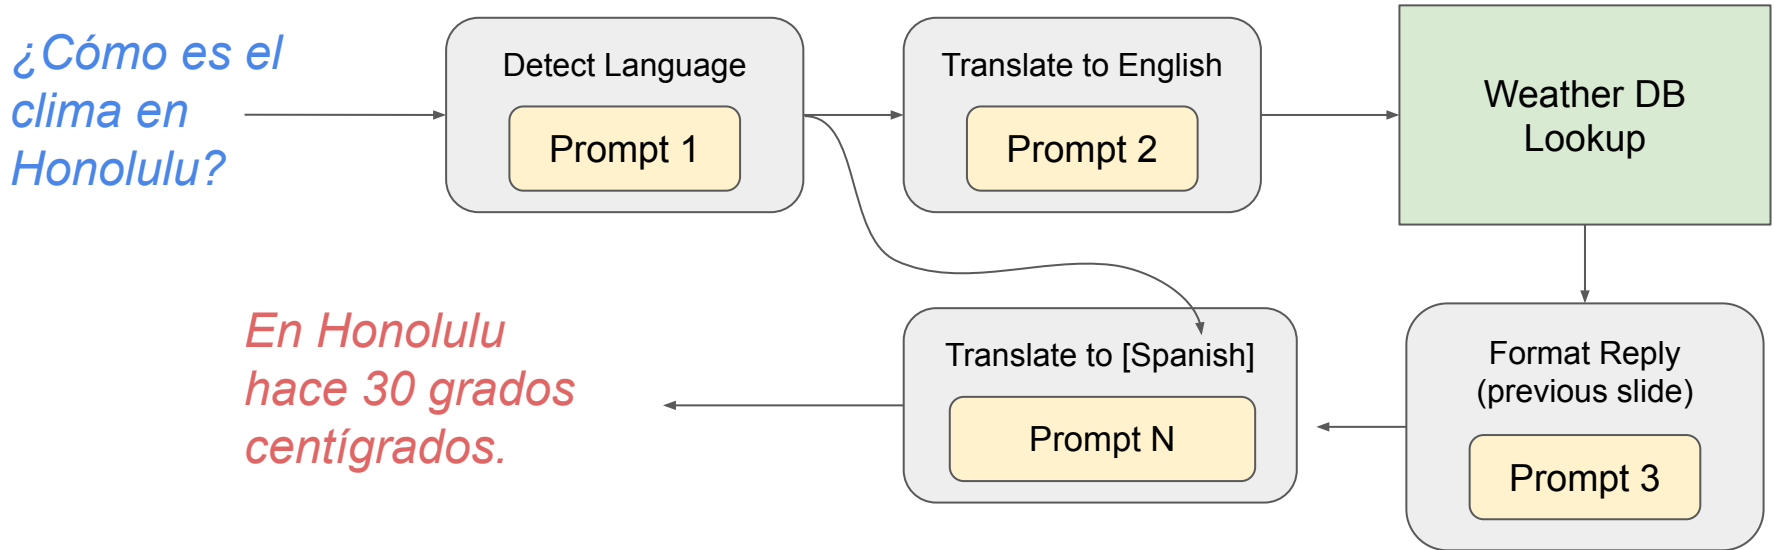 ¿Cómo es el
clima en
Honolulu?
Detect Language
Prompt 1
Translate to English
Prompt 2
Weather DB
Lookup
Format Reply
(previous slide)
Prompt 3
Translate to [Spanish]
Prompt N
En Honolulu
hace 30 grados
centígrados.